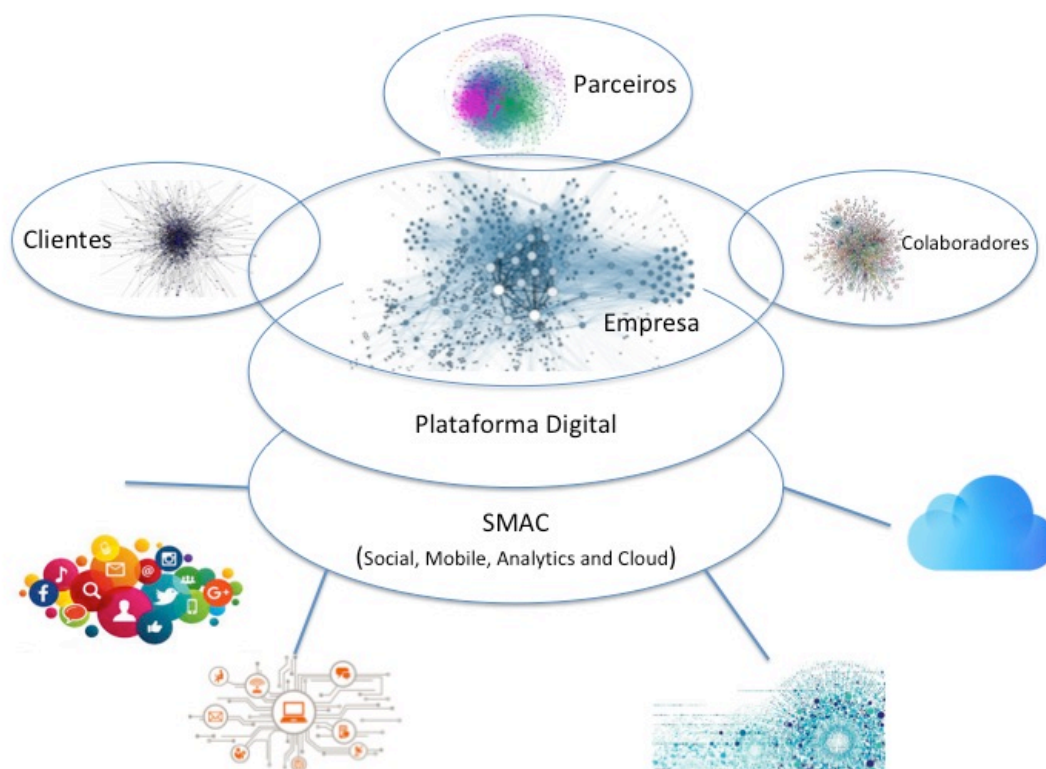 Parceiros
Clientes
Colaboradores
Empresa
Plataforma Digital
SMAC
(Social, Mobile, Analytics and Cloud)
f
@
G+